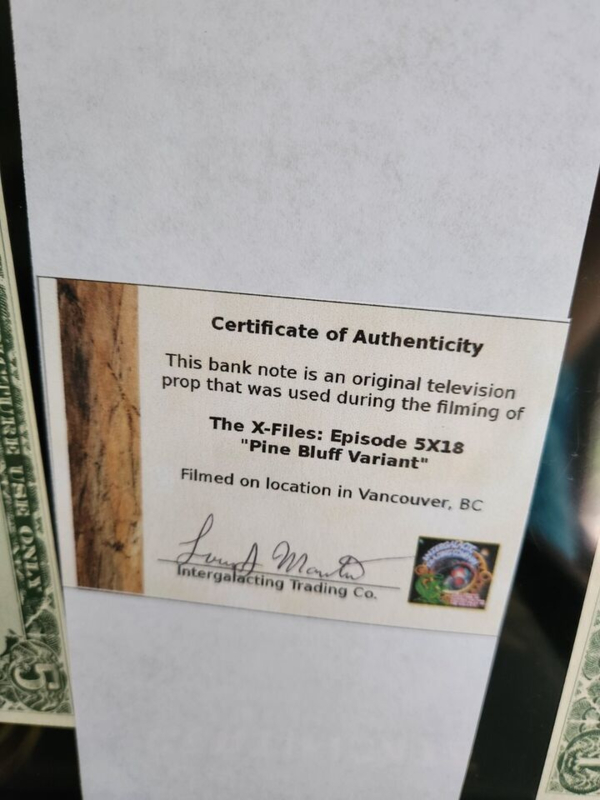 Certificate of Authenticity
This bank note is an original television
prop that was used during the filming of
The X-Files: Episode 5X18
"Pine Bluff Variant"
Filmed on location in Vancouver, BC
Intergalacting Trading Co.
USE ONLY
5